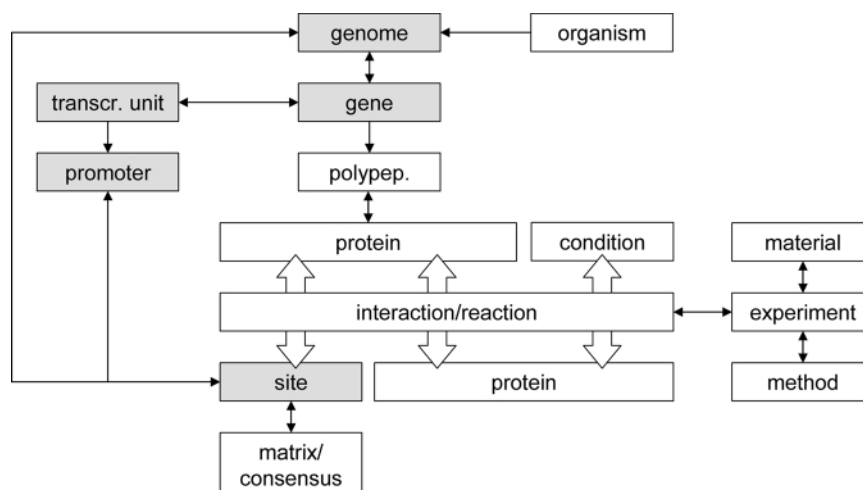 genome
organism
transcr. unit
gene
promoter
polypep.
protein
condition
material
interaction/reaction
experiment
site
protein
method
matrix/
consensus